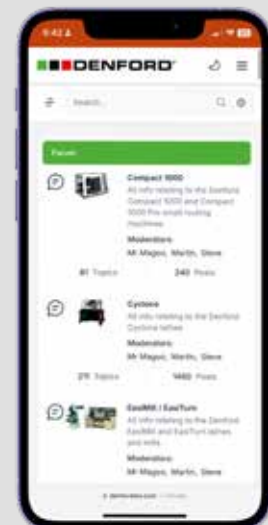 9:42
DENFORD
Search...
Forum
Compact 1000
All info relating to the Denford
Compact 1000 and Compact
1000 Pro small routing
machines.
Moderators:
Mr Magoo, Martin, Steve
Topics
240 Posts
Cyclone
All info relating to the Denford
Cyclone lathes
Moderators:
Mr Magoo, Martin, Steve
Topics
Posts
EasiMill / EasiTurn
All info relating to the Denford
EasiMill and EasiTurn lathes
and mills.
Moderators:
Mr Magoo, Martin, Steve